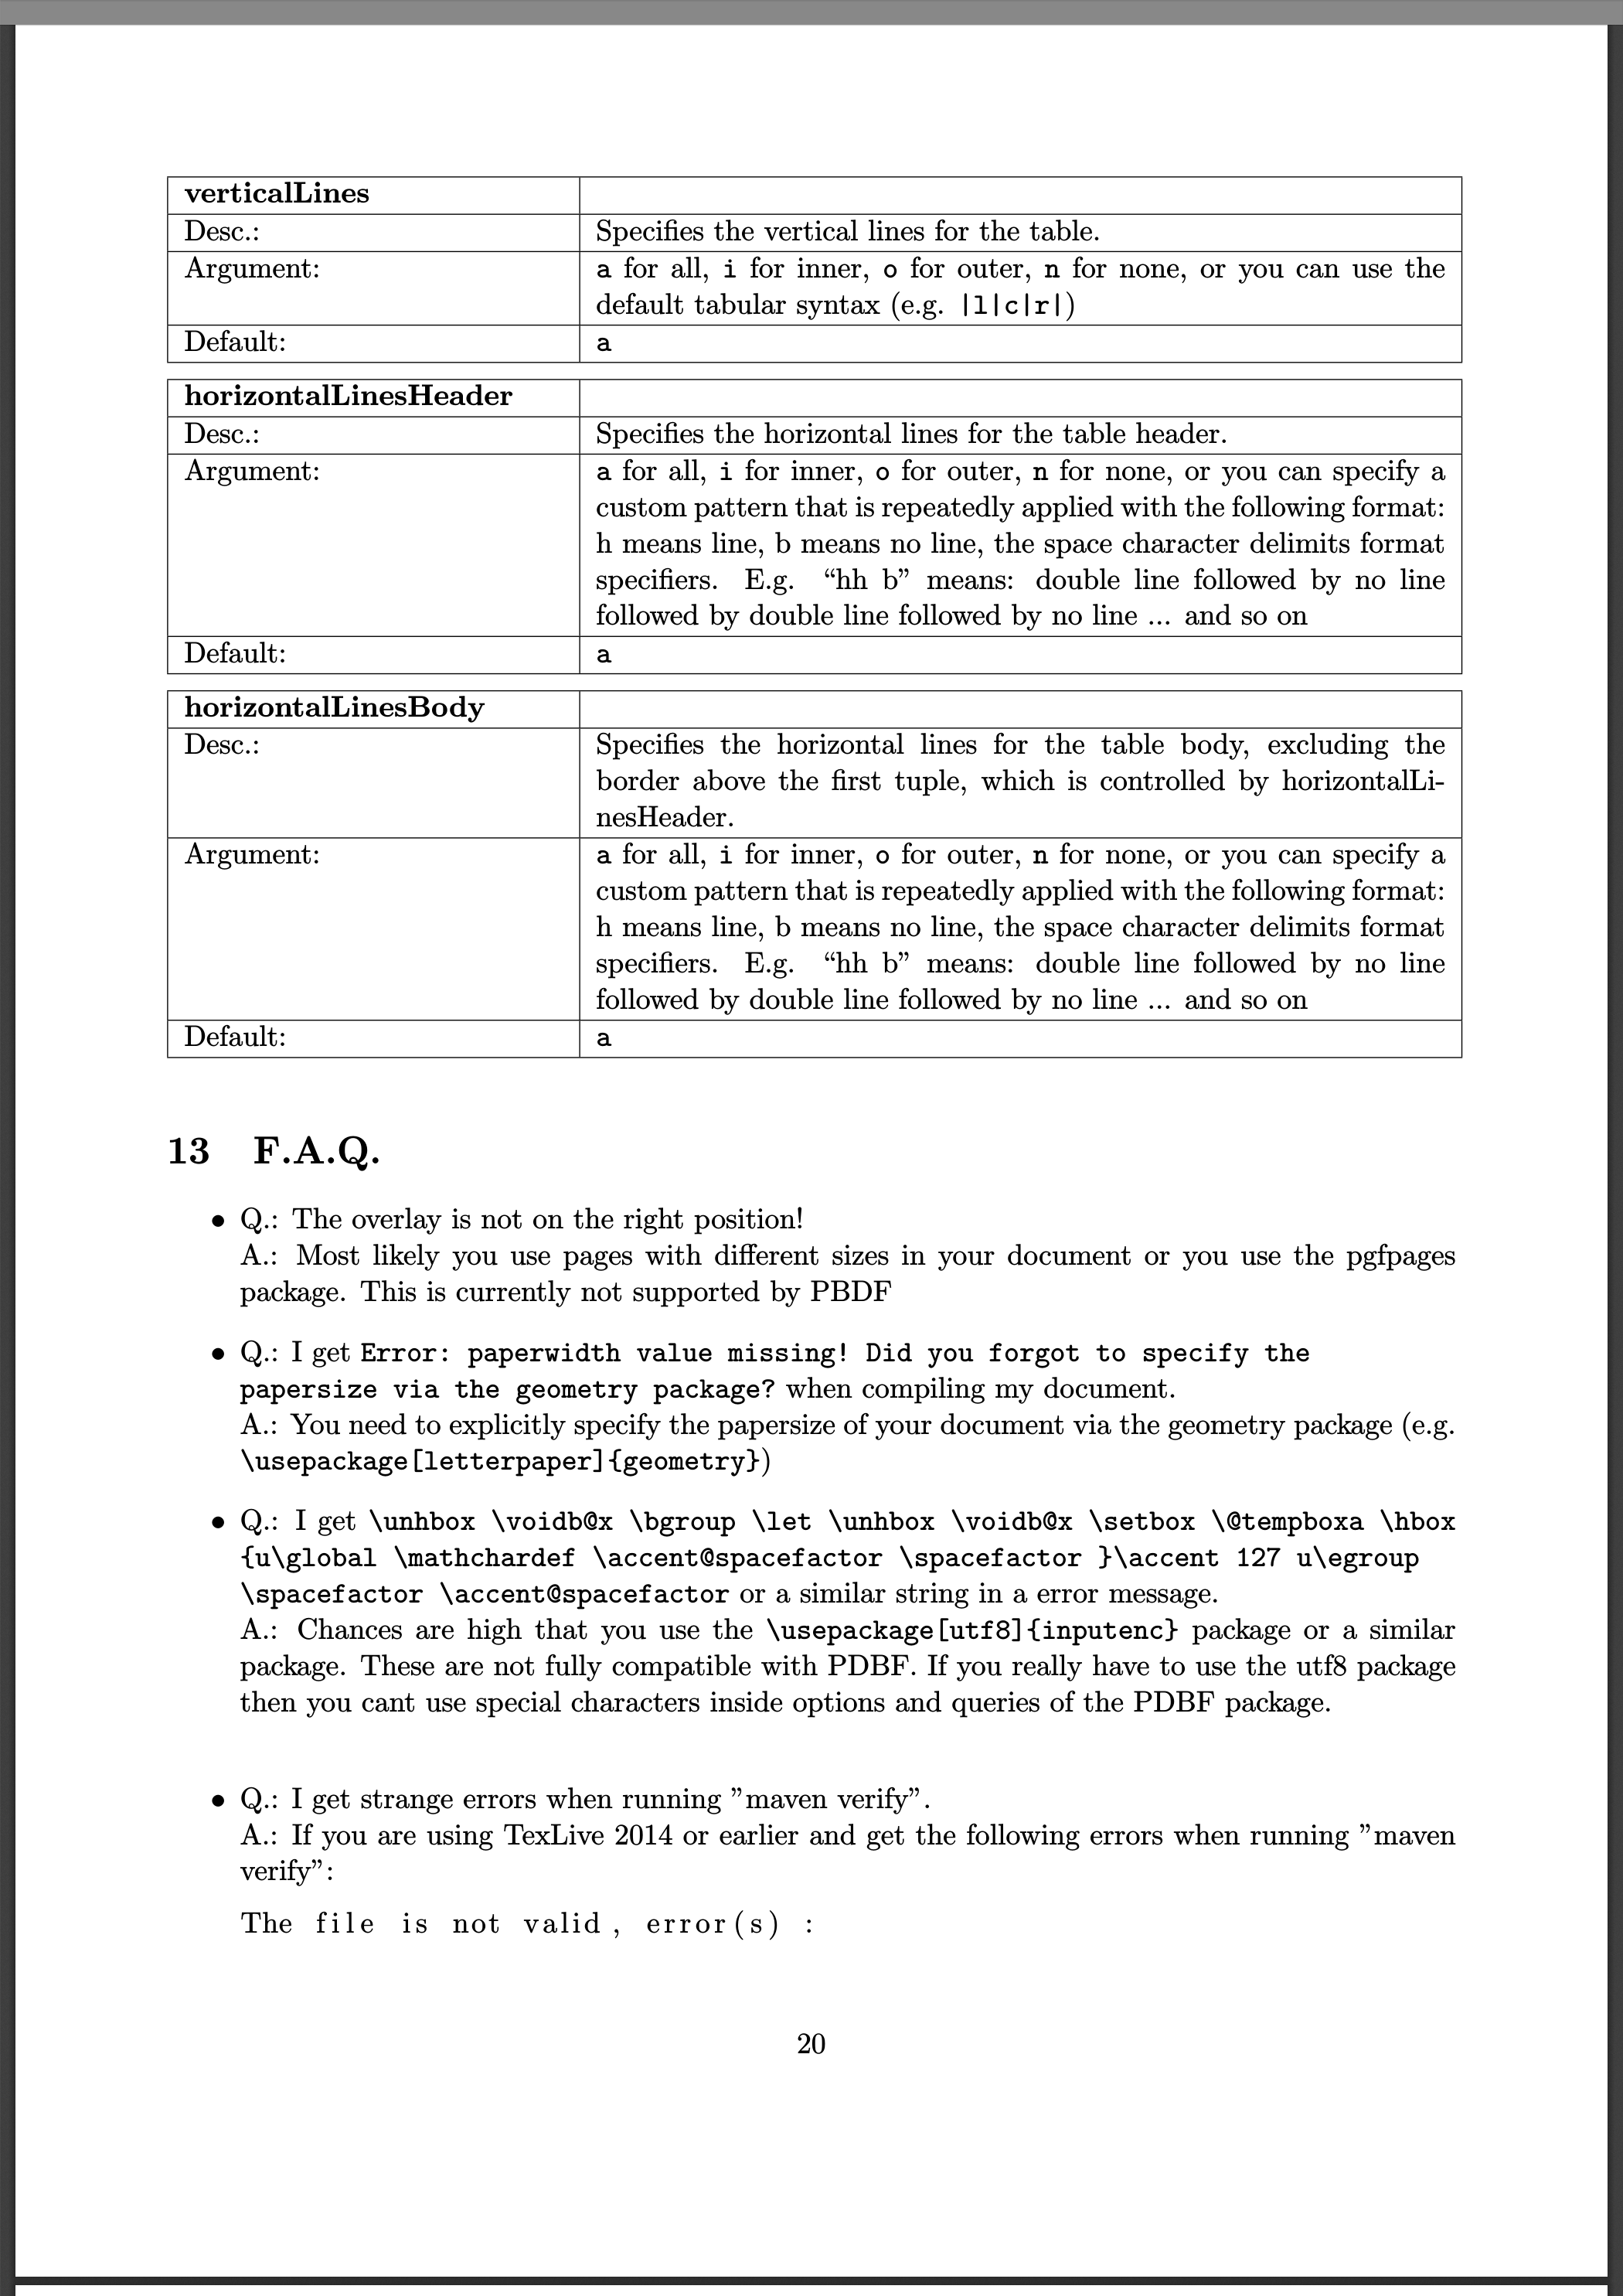 verticalLines
Desc.: Specifies the vertical lines for the table.
Argument: a for all, i for inner, o for outer, n for none, or you can use the
default tabular syntax (e.g. |l|c|r|)
Default: a
horizontalLinesHeader
Desc.: Specifies the horizontal lines for the table header.
Argument: a for all, i for inner, o for outer, n for none, or you can specify a
custom pattern that is repeatedly applied with the following format:
h means line, b means no line, the space character delimits format
specifiers. E.g. “hh b” means: double line followed by no line
followed by double line followed by no line ... and so on
Default: a
horizontalLinesBody
Desc.: Specifies the horizontal lines for the table body, excluding the
border above the first tuple, which is controlled by horizontalLi-
nesHeader.
Argument: a for all, i for inner, o for outer, n for none, or you can specify a
custom pattern that is repeatedly applied with the following format:
h means line, b means no line, the space character delimits format
specifiers. E.g. “hh b” means: double line followed by no line
followed by double line followed by no line ... and so on
Default: a
13 F.A.Q.
• Q.: The overlay is not on the right position!
A.: Most likely you use pages with different sizes in your document or you use the pgfpages
package. This is currently not supported by PBDF
• Q.: I get Error: paperwidth value missing! Did you forgot to specify the
papersize via the geometry package? when compiling my document.
A.: You need to explicitly specify the papersize of your document via the geometry package (e.g.
\usepackage[letterpaper]{geometry})
• Q.: I get \unhbox \voidb@x \bgroup \let \unhbox \voidb@x \setbox \@tempboxa \hbox
{u\global \mathchardef \accent@spacefactor \spacefactor }\accent 127 u\egroup
\spacefactor \accent@spacefactor or a similar string in a error message.
A.: Chances are high that you use the \usepackage[utf8]{inputenc} package or a similar
package. These are not fully compatible with PDBF. If you really have to use the utf8 package
then you cant use special characters inside options and queries of the PDBF package.
• Q.: I get strange errors when running ”maven verify”.
A.: If you are using TexLive 2014 or earlier and get the following errors when running ”maven
verify”:
The file is not valid, error(s) :
20